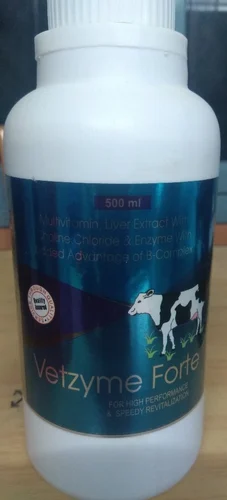 500 ml
Multivitamin, Liver Extract With
Choline Chloride & Enzymes With
Added Advantage of B-Complex
Vetzyme Forte
FOR HIGH PERFORMANCE
& SPEEDY REVITALIZATION